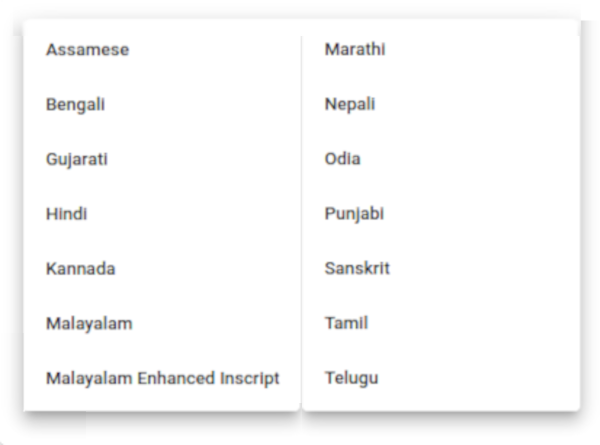 Assamese
Bengali
Gujarati
Hindi
Kannada
Malayalam
Malayalam Enhanced Inscript
Marathi
Nepali
Odia
Punjabi
Sanskrit
Tamil
Telugu